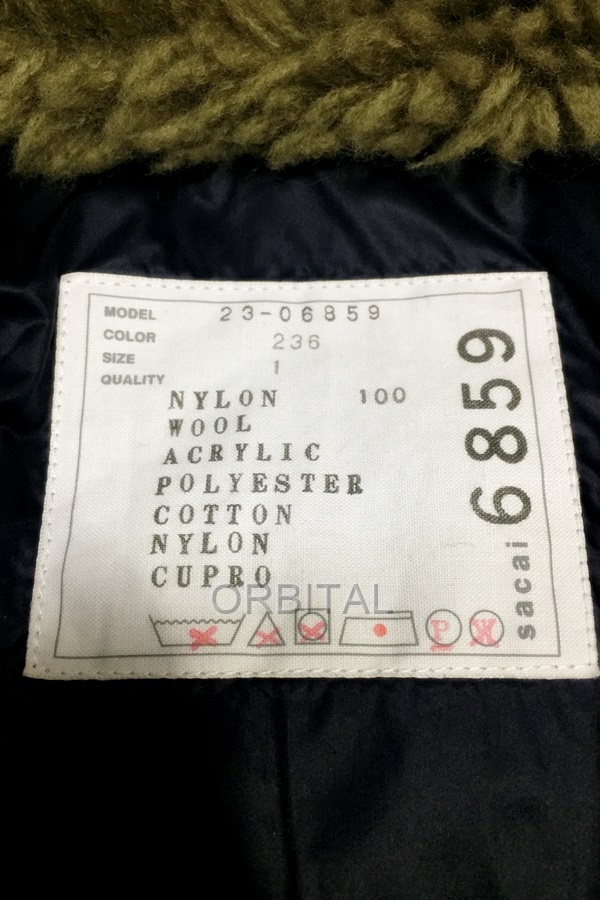 MODEL 23-06859
COLOR 236
SIZE 1
QUALITY
NYLON 100
WOOL
ACRYLIC
POLYESTER
COTTON
NYLON
CUPRO
ORBITAL
P W
sacai 6859